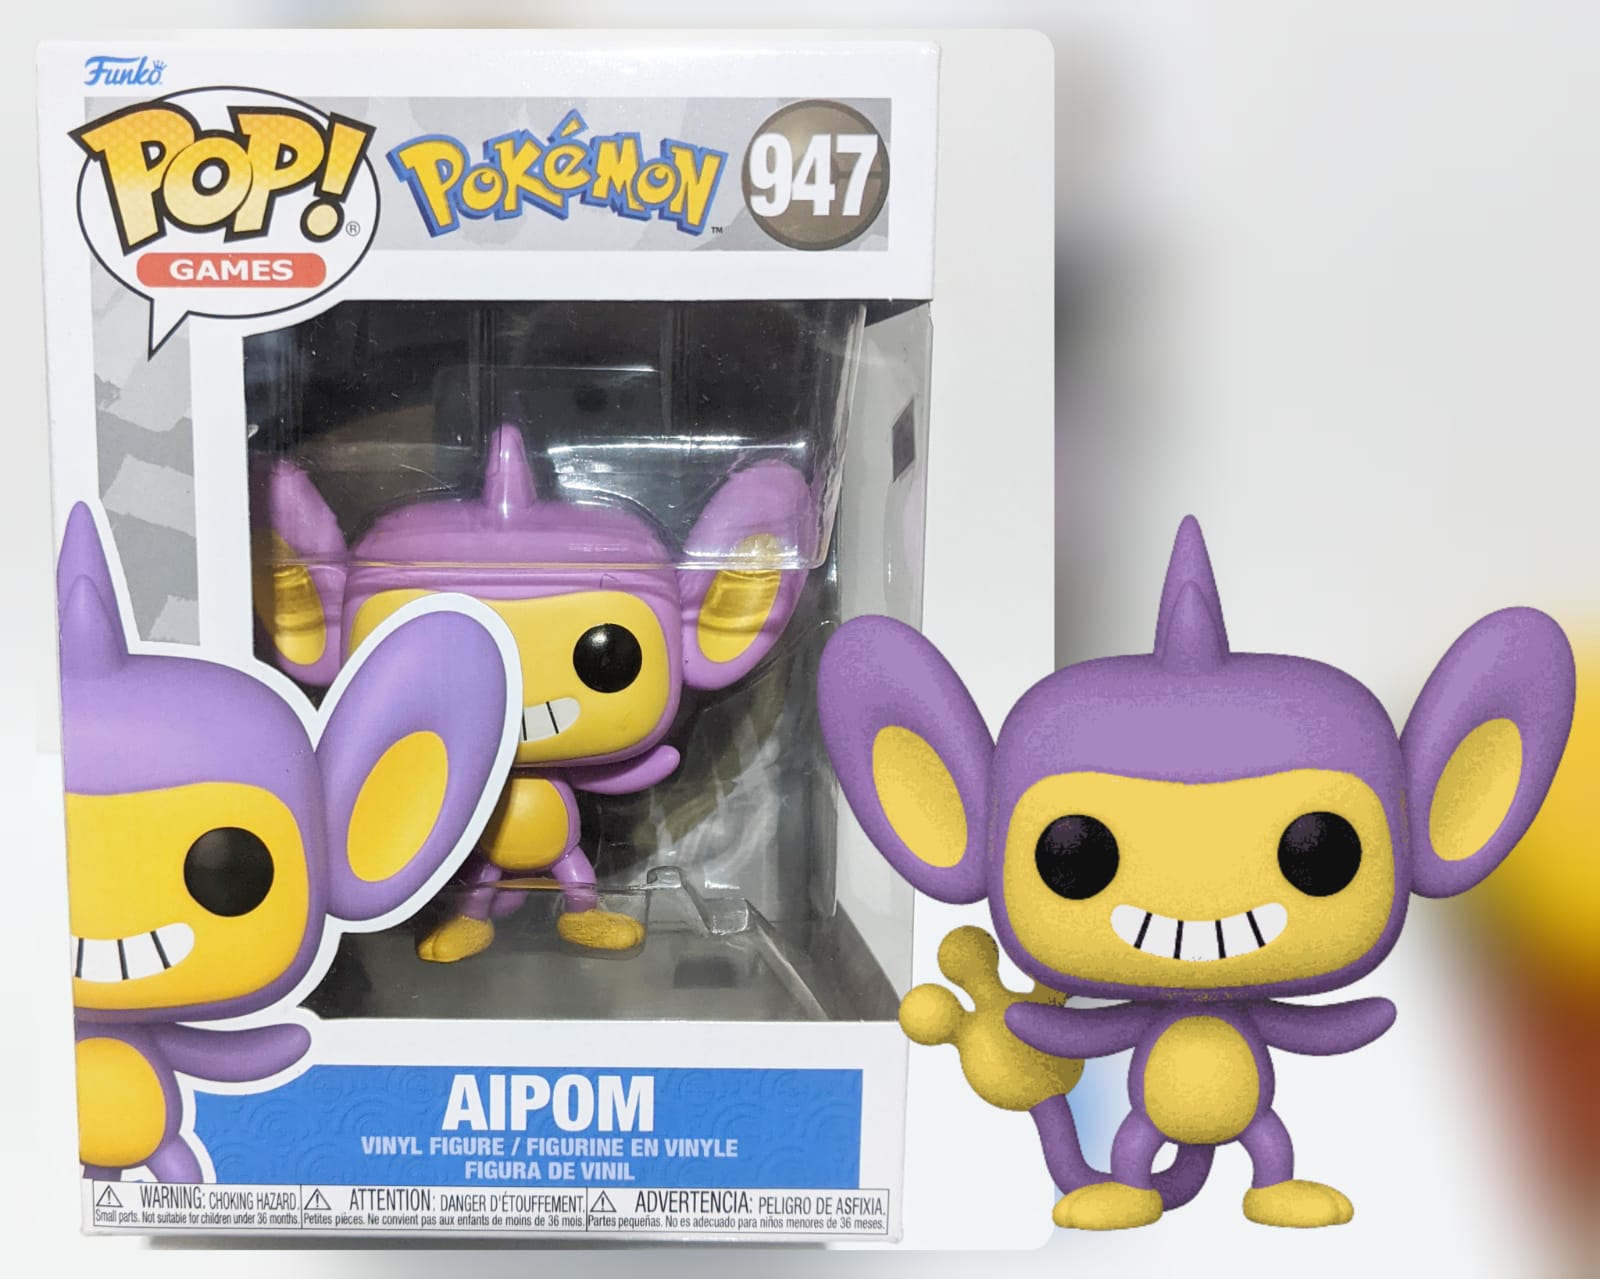 Funko
POP!®
GAMES
POKéMON™
947
AIPOM
VINYL FIGURE / FIGURINE EN VINYLE
FIGURA DE VINIL
WARNING: CHOKING HAZARD.
Small parts. Not suitable for children under 36 months.
ATTENTION: DANGER D'ÉTOUFFEMENT.
Petites pièces. Ne convient pas aux enfants de moins de 36 mois.
ADVERTENCIA: PELIGRO DE ASFIXIA.
Partes pequeñas. No es adecuado para niños menores de 36 meses.